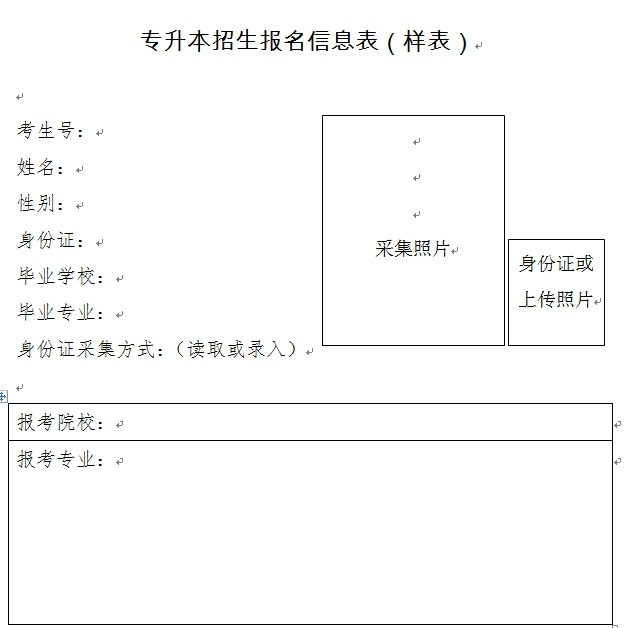 专升本招生报名信息表（样表）
考生号：
姓名：
性别：
身份证：
毕业学校：
毕业专业：
身份证采集方式：（读取或录入）
采集照片
身份证或
上传照片
报考院校：
报考专业：